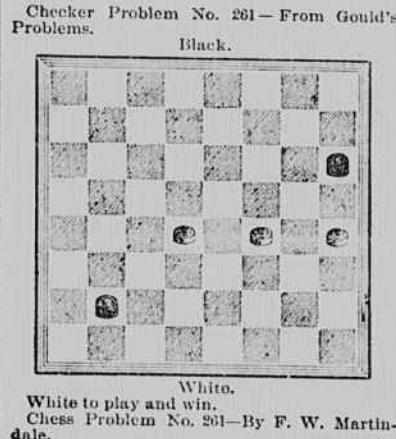 Checker Problem No. 261— From Gould's
Problems.
Black.
White.
White to play and win.
Chess Problem No. 261—By F. W. Martin-
dale.